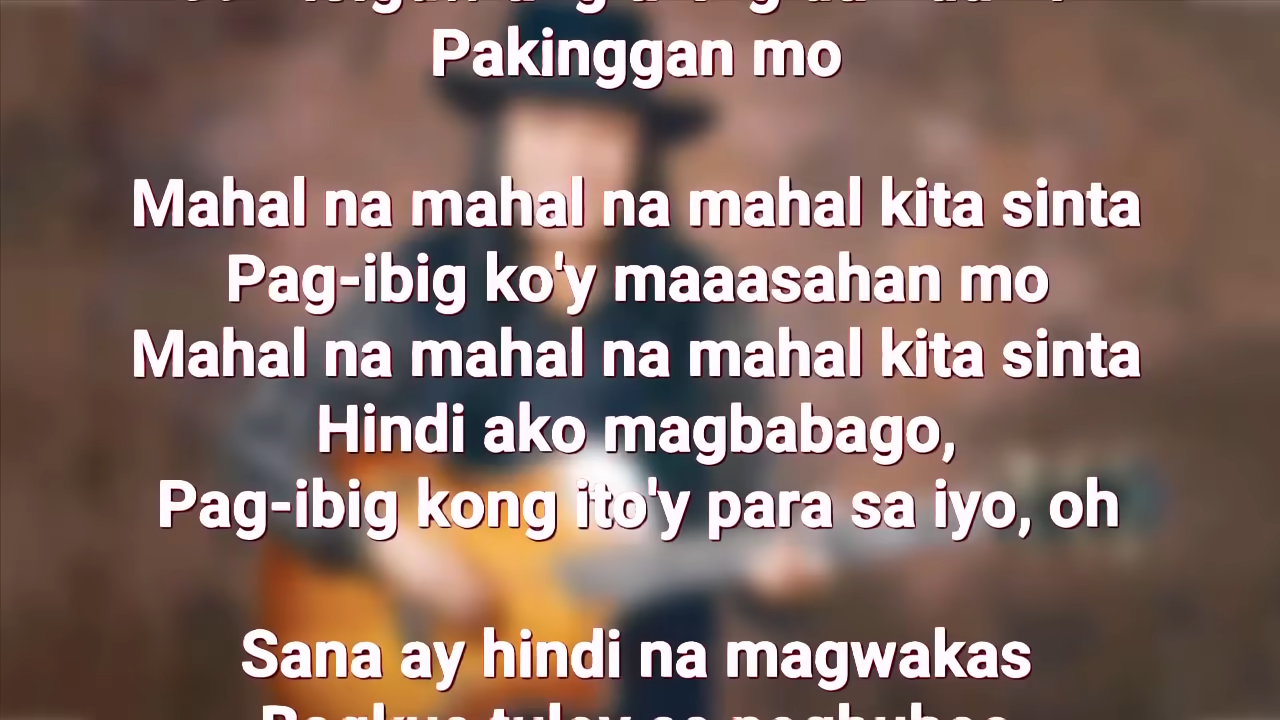 Pakinggan mo
Mahal na mahal na mahal kita sinta
Pag-ibig ko'y maaasahan mo
Mahal na mahal na mahal kita sinta
Hindi ako magbabago,
Pag-ibig kong ito'y para sa iyo, oh
Sana ay hindi na magwakas